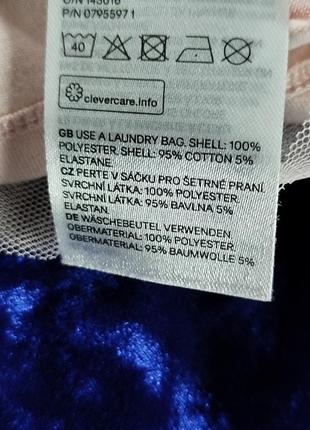 P/N 0795597 1
40
clevercare.info
GB USE A LAUNDRY BAG. SHELL: 100%
POLYESTER. SHELL: 95% COTTON 5%
ELASTANE.
CZ PERTE V SÁČKU PRO ŠETRNÉ PRANÍ.
SVRCHNÍ LÁTKA: 100% POLYESTER.
SVRCHNÍ LÁTKA: 95% BAVLNA 5%
ELASTAN.
DE WÄSCHEBEUTEL VERWENDEN.
OBERMATERIAL: 100% POLYESTER.
OBERMATERIAL: 95% BAUMWOLLE 5%